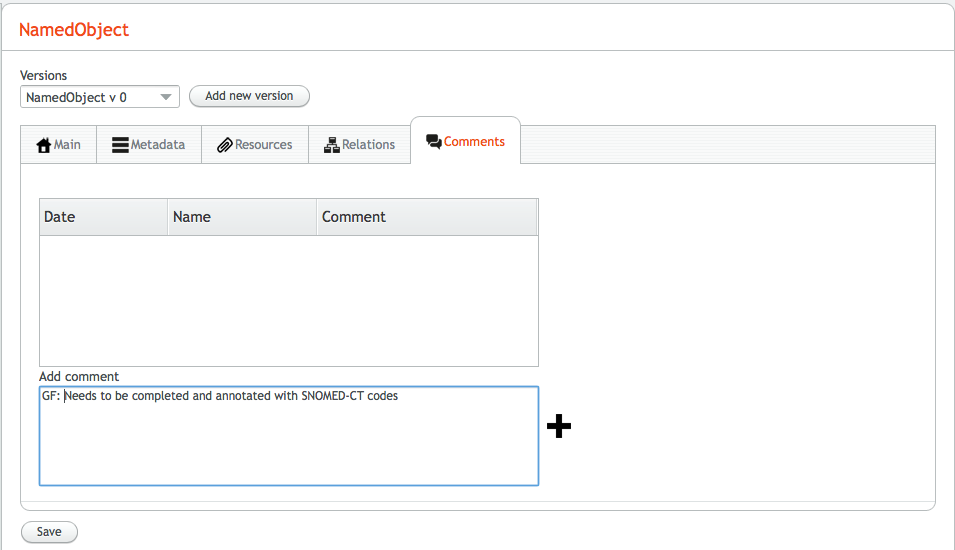 NamedObject
Versions
NamedObject v 0
Add new version
Main
Metadata
Resources
Relations
Comments
Date
Name
Comment
Add comment
GF: Needs to be completed and annotated with SNOMED-CT codes
Save